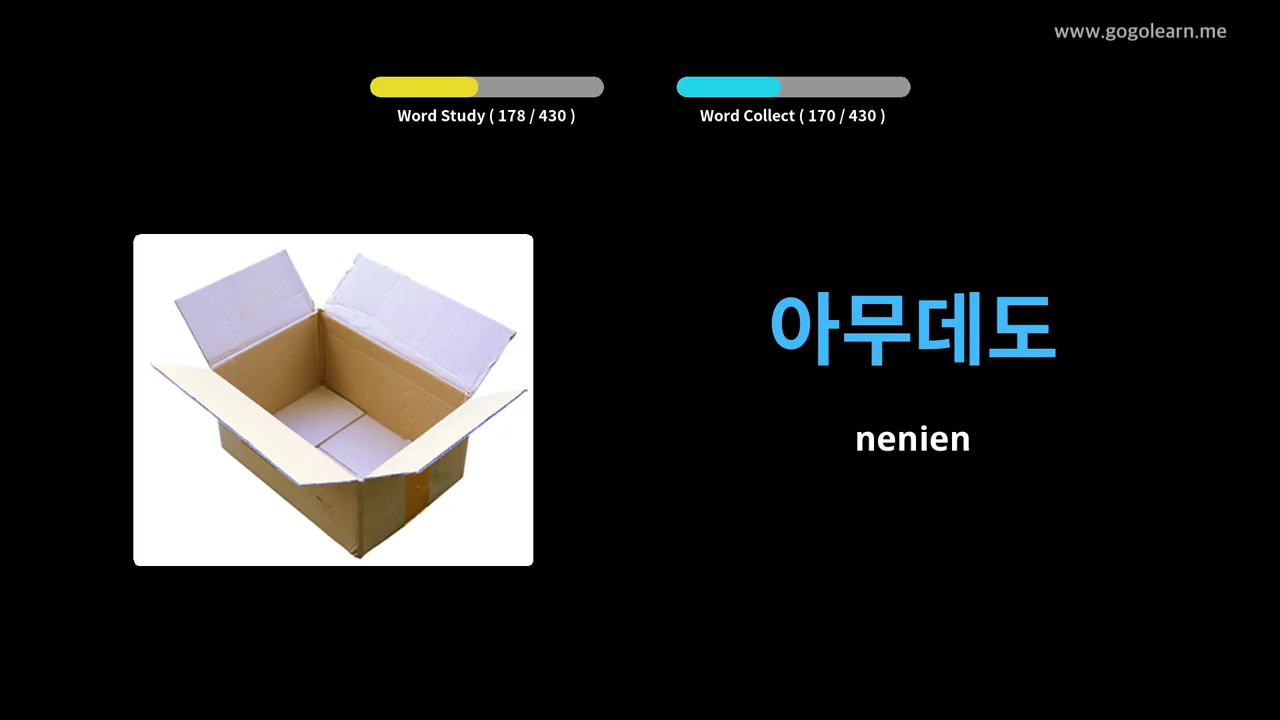 www.gogolearn.me
Word Study ( 178 / 430 )
Word Collect ( 170 / 430 )
아무데도
nenien